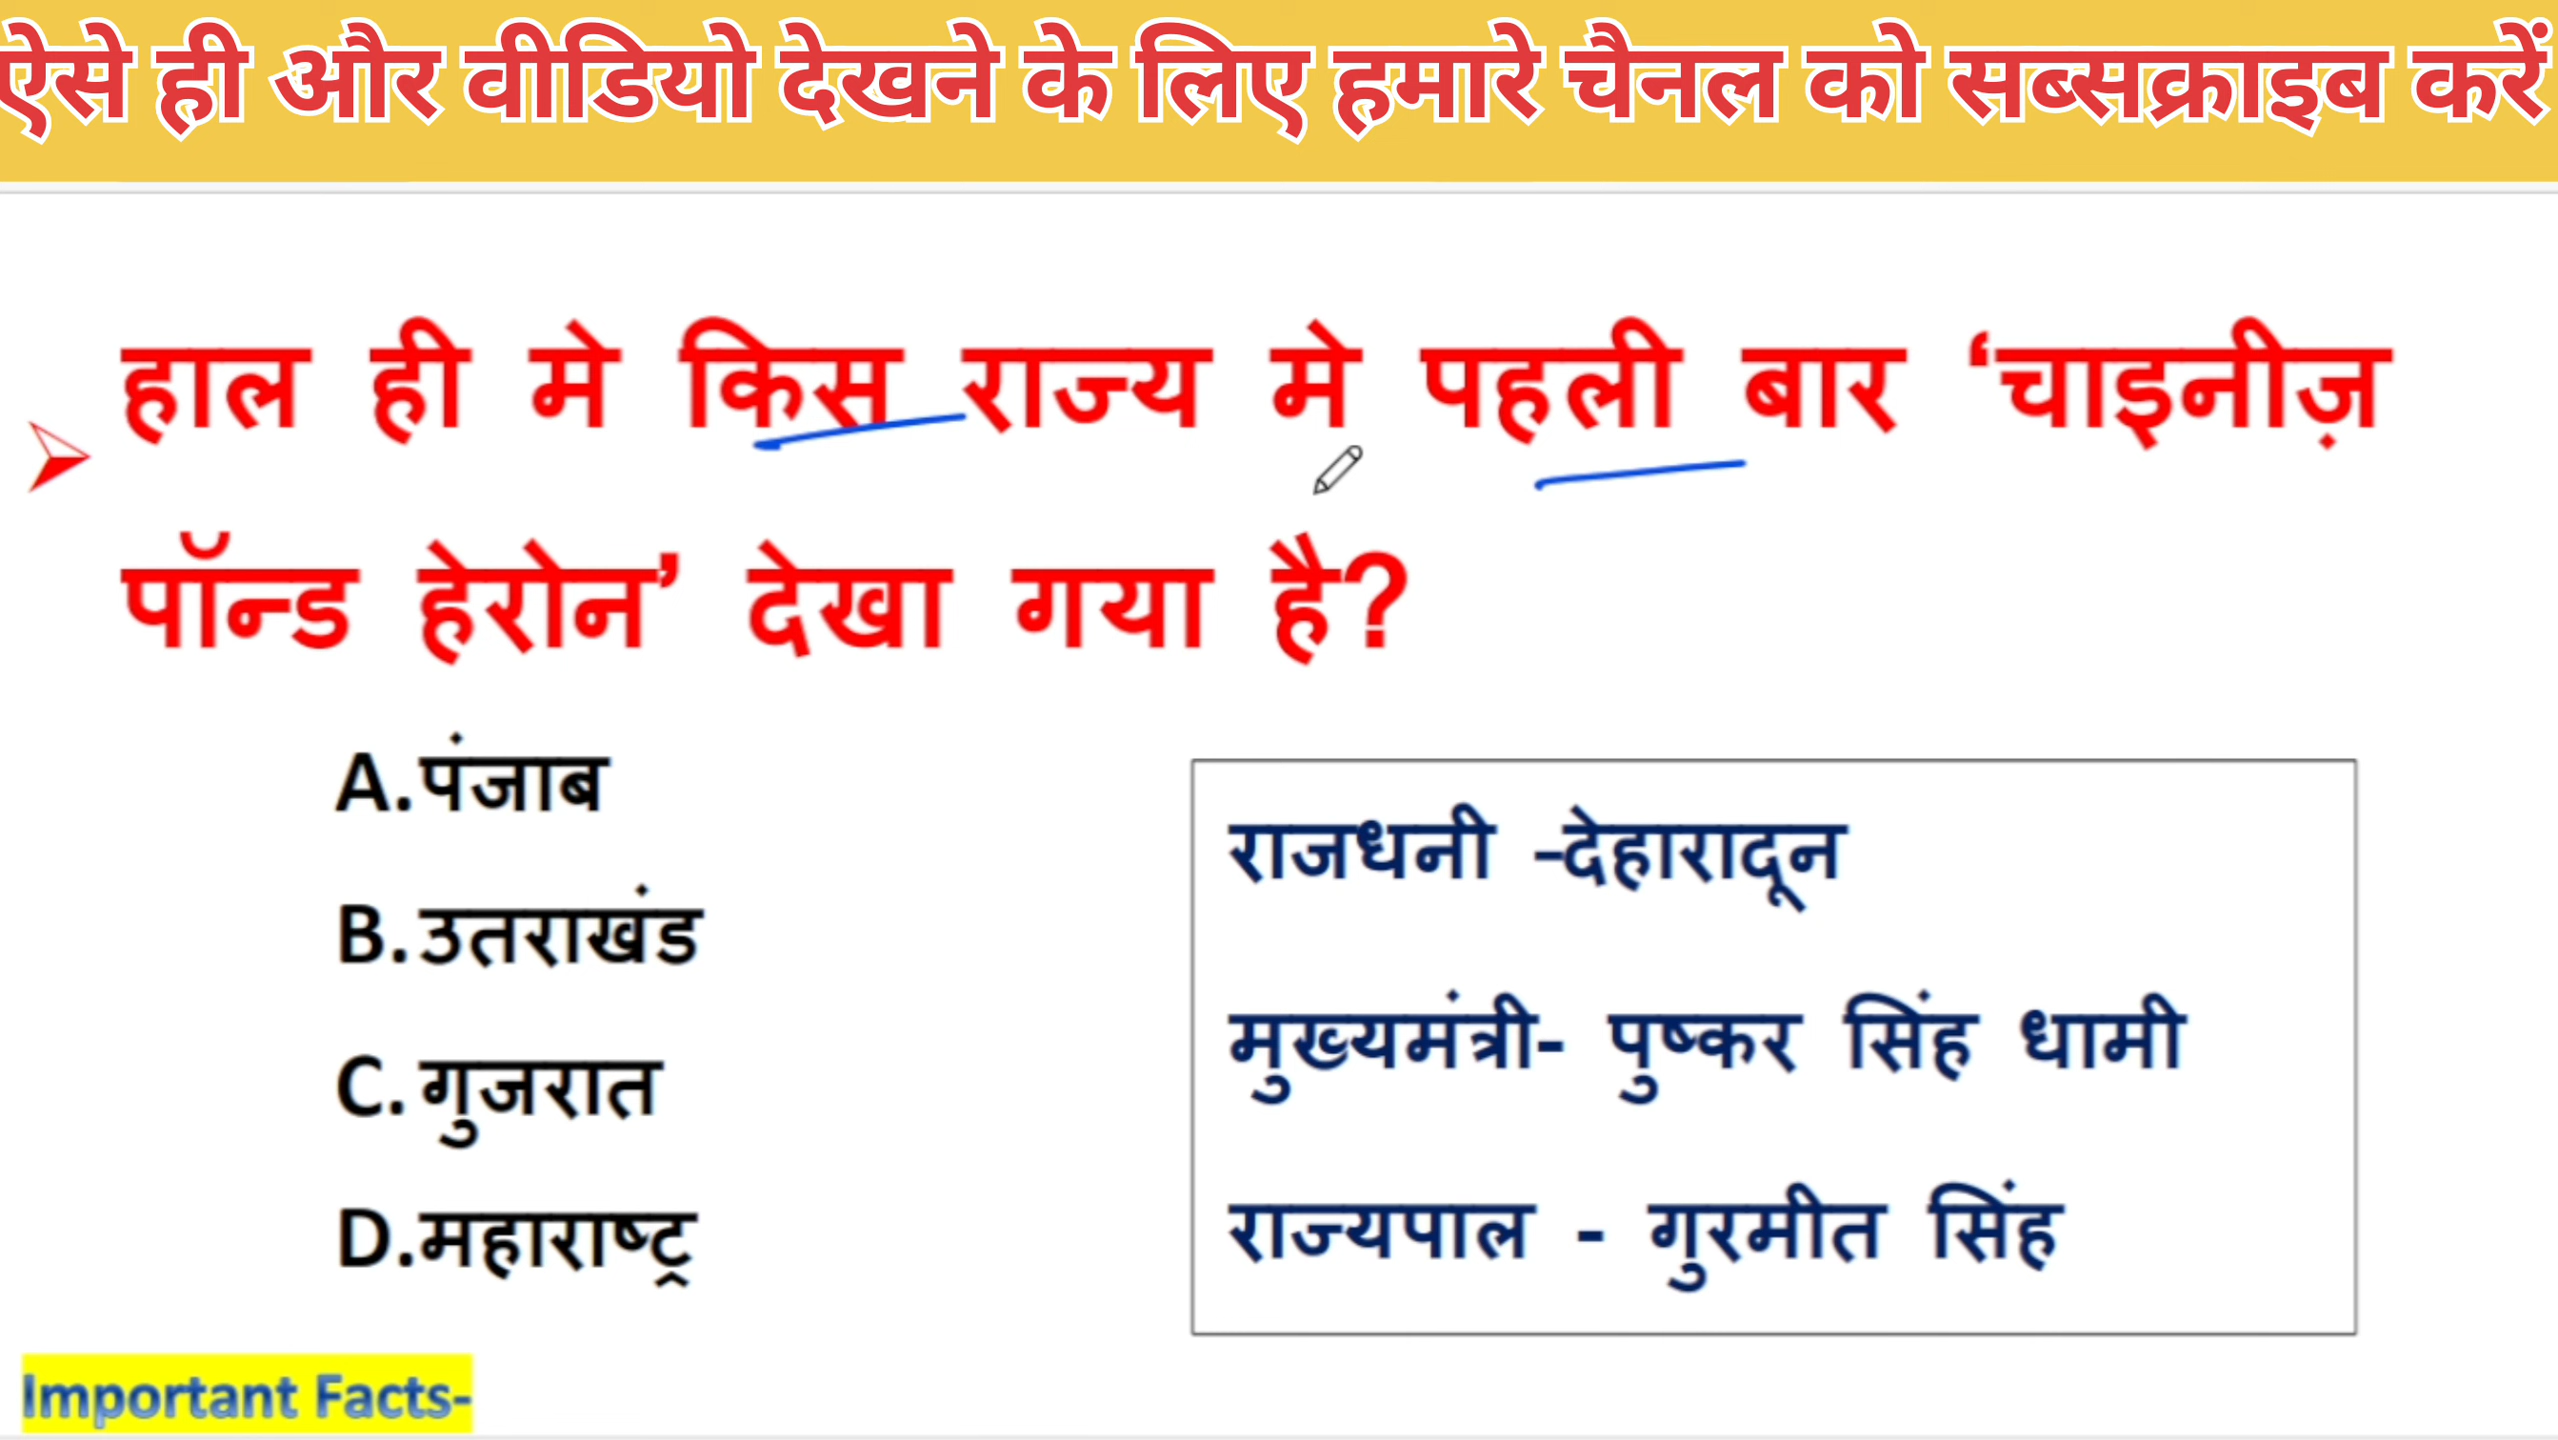 ऐसे ही और वीडियो देखने के लिए हमारे चैनल को सब्सक्राइब करें
हाल ही मे किस राज्य मे पहली बार ‘चाइनीज़
पॉन्ड हेरोन’ देखा गया है?
A.पंजाब
B.उतराखंड
C.गुजरात
D.महाराष्ट्र
राजधनी -देहारादून
मुख्यमंत्री- पुष्कर सिंह धामी
राज्यपाल - गुरमीत सिंह
Important Facts-